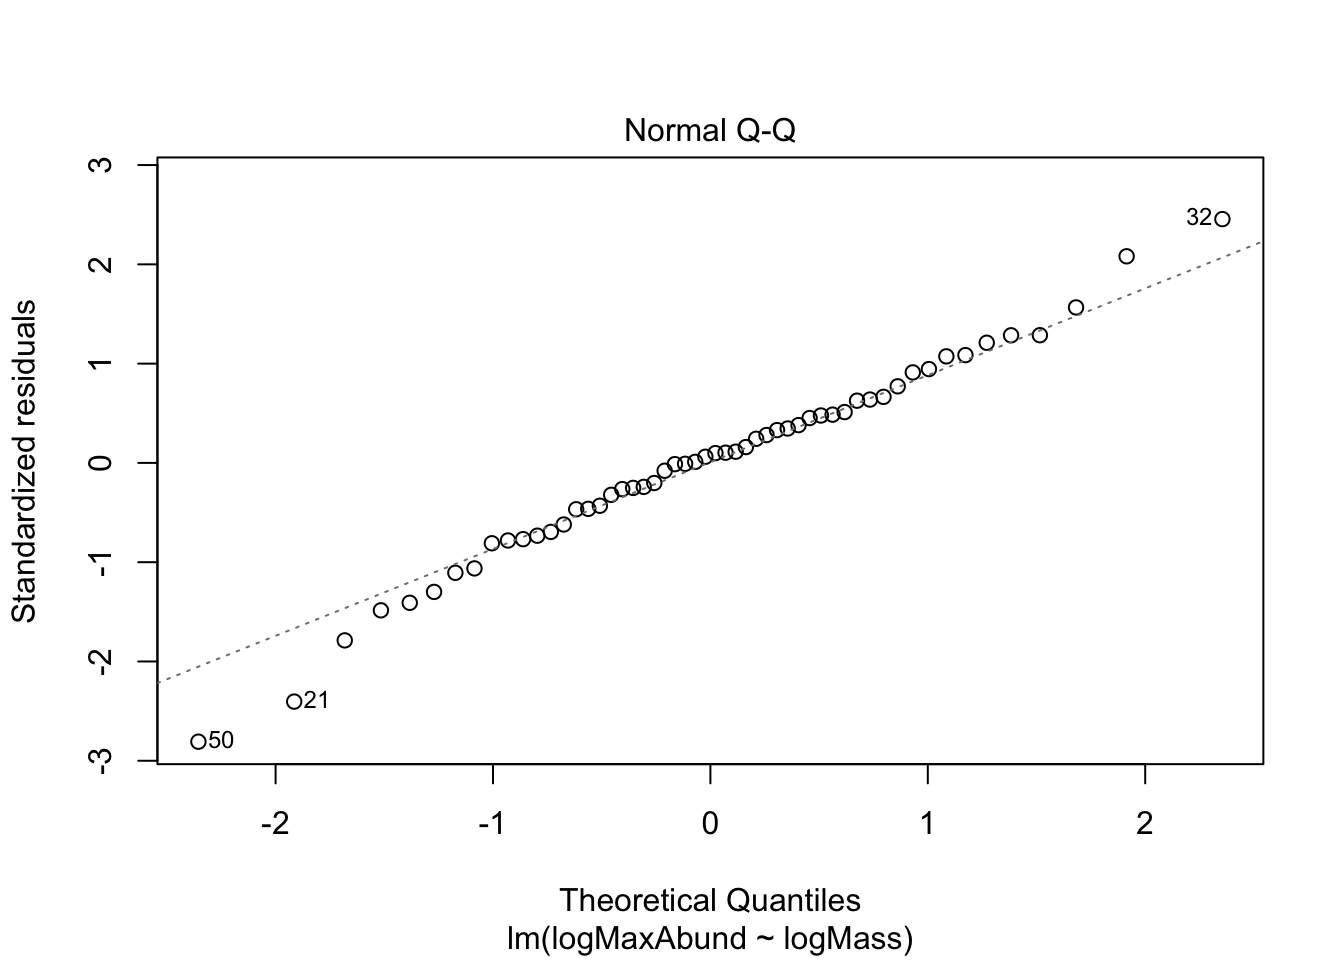 Normal Q-Q
3
2
1
0
-1
-2
-3
Standardized residuals
32
21
50
-2 -1 0 1 2
Theoretical Quantiles
lm(logMaxAbund ~ logMass)